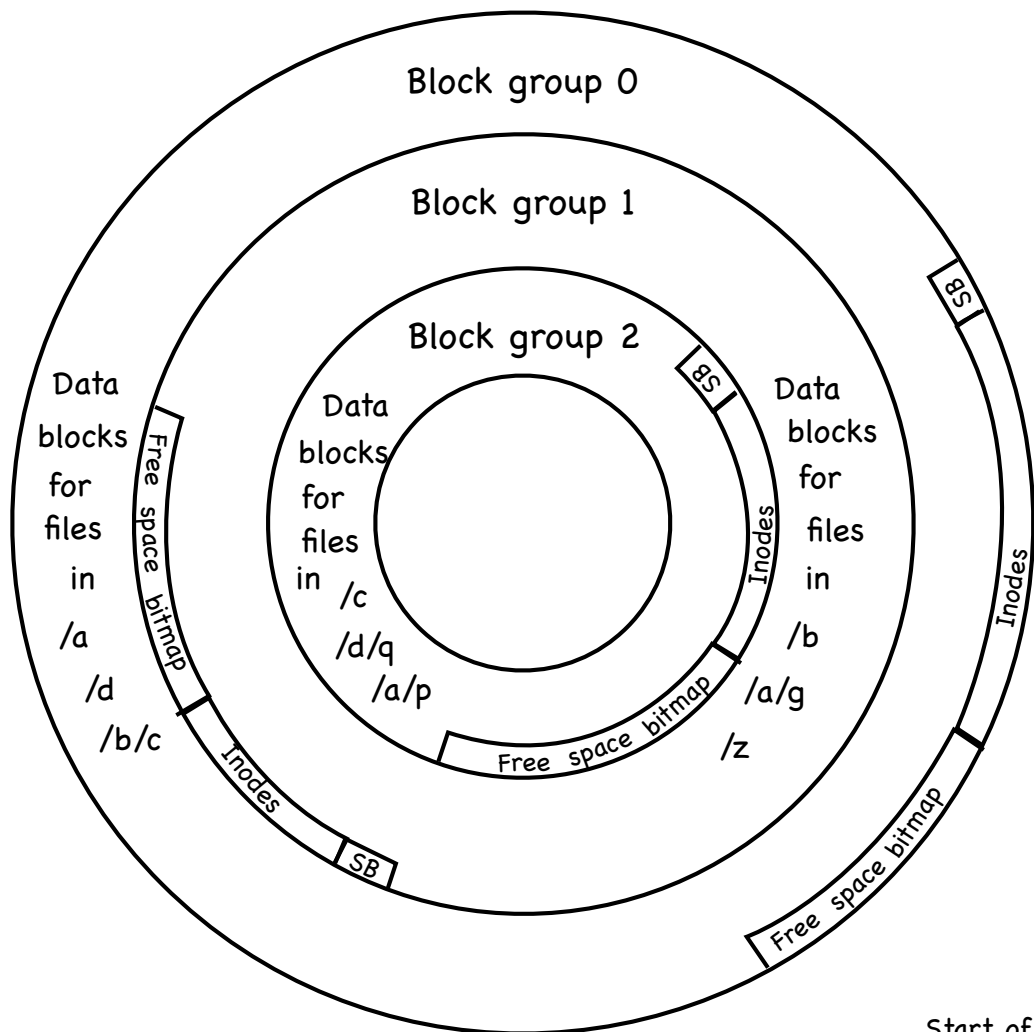 Block group 0
Block group 1
Block group 2
SB
Inodes
Free space bitmap
Data
blocks
for
files
in
/a
/d
/b/c
Free space bitmap
Inodes
SB
Data
blocks
for
files
in
/b
/a/g
/z
SB
Inodes
Free space bitmap
Data
blocks
for
files
in
/c
/d/q
/a/p
Start of